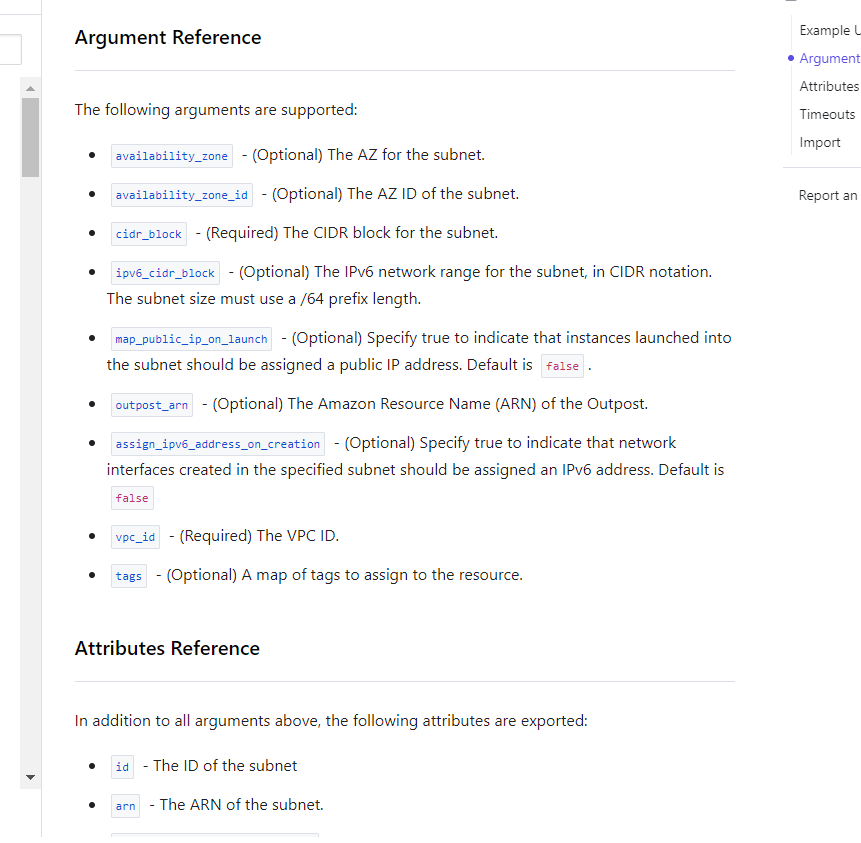 Argument Reference
The following arguments are supported:
availability_zone - (Optional) The AZ for the subnet.
availability_zone_id - (Optional) The AZ ID of the subnet.
cidr_block - (Required) The CIDR block for the subnet.
ipv6_cidr_block - (Optional) The IPv6 network range for the subnet, in CIDR notation.
The subnet size must use a /64 prefix length.
map_public_ip_on_launch - (Optional) Specify true to indicate that instances launched into
the subnet should be assigned a public IP address. Default is false .
outpost_arn - (Optional) The Amazon Resource Name (ARN) of the Outpost.
assign_ipv6_address_on_creation - (Optional) Specify true to indicate that network
interfaces created in the specified subnet should be assigned an IPv6 address. Default is
false
vpc_id - (Required) The VPC ID.
tags - (Optional) A map of tags to assign to the resource.
Attributes Reference
In addition to all arguments above, the following attributes are exported:
id - The ID of the subnet
arn - The ARN of the subnet.
Example U
Argument
Attributes
Timeouts
Import
Report an